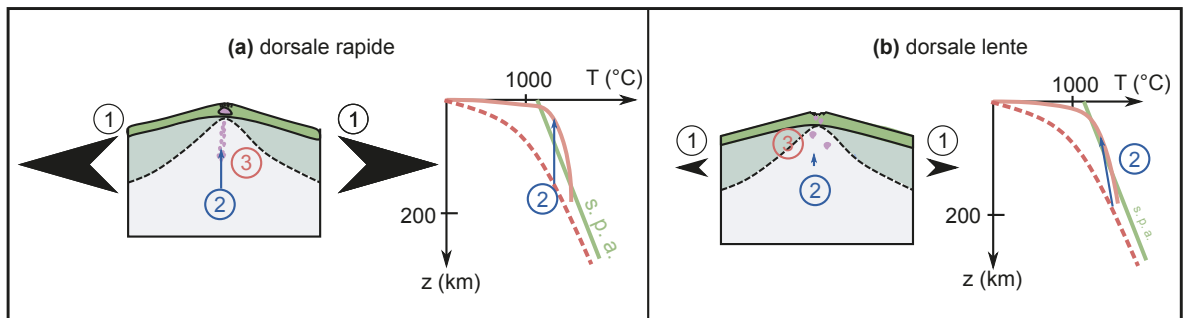 (a) dorsale rapide
1000 T (°C)
1 1
3
2
2
200
s. p. a.
z (km)
(b) dorsale lente
1000 T (°C)
1 1
3
2
2
200
s. p. a.
z (km)